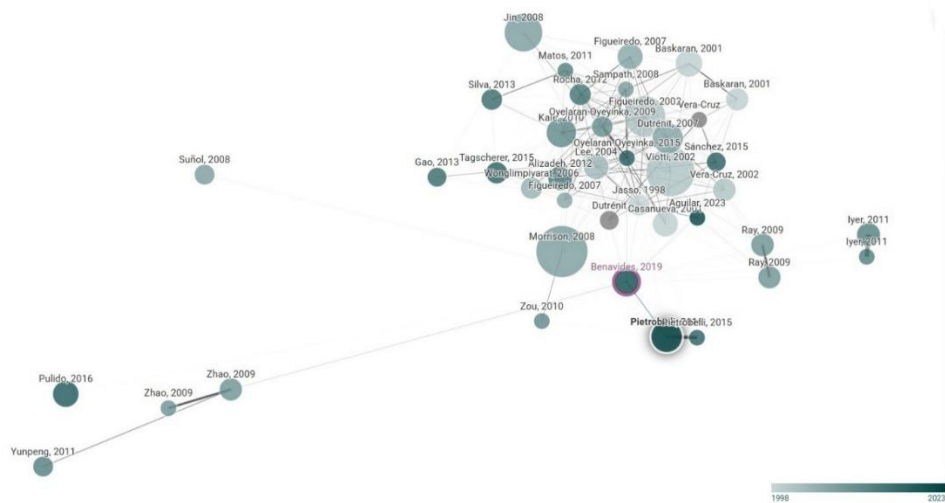 Jin, 2008
Figueiredo, 2007
Baskaran, 2001
Matos, 2011
Sampath, 2008
Rocha, 2012
Silva, 2013
Baskaran, 2001
Figueiredo, 2002
Vera-Cruz
Oyelaran-Oyeyinka, 2009
Dutrénit, 2007
Oyelaran-Oyeyinka, 2015
Sánchez, 2015
Lee, 2004
Suñol, 2008
Gao, 2013
Tagscherer, 2015
Alizadeh, 2012
Viotti, 2002
Vera-Cruz, 2002
Wonglimpiyarat, 2006
Figueiredo, 2007
Jasso, 1998
Dutrénit
Casanueva, 2001
Aguilar, 2023
Iyer, 2011
Morrison, 2008
Ray, 2009
Iyer, 2011
Benavides, 2019
Ray, 2009
Zou, 2010
2015
Zhao, 2009
Pulido, 2016
Zhao, 2009
Yunpeng, 2011
1998
2023